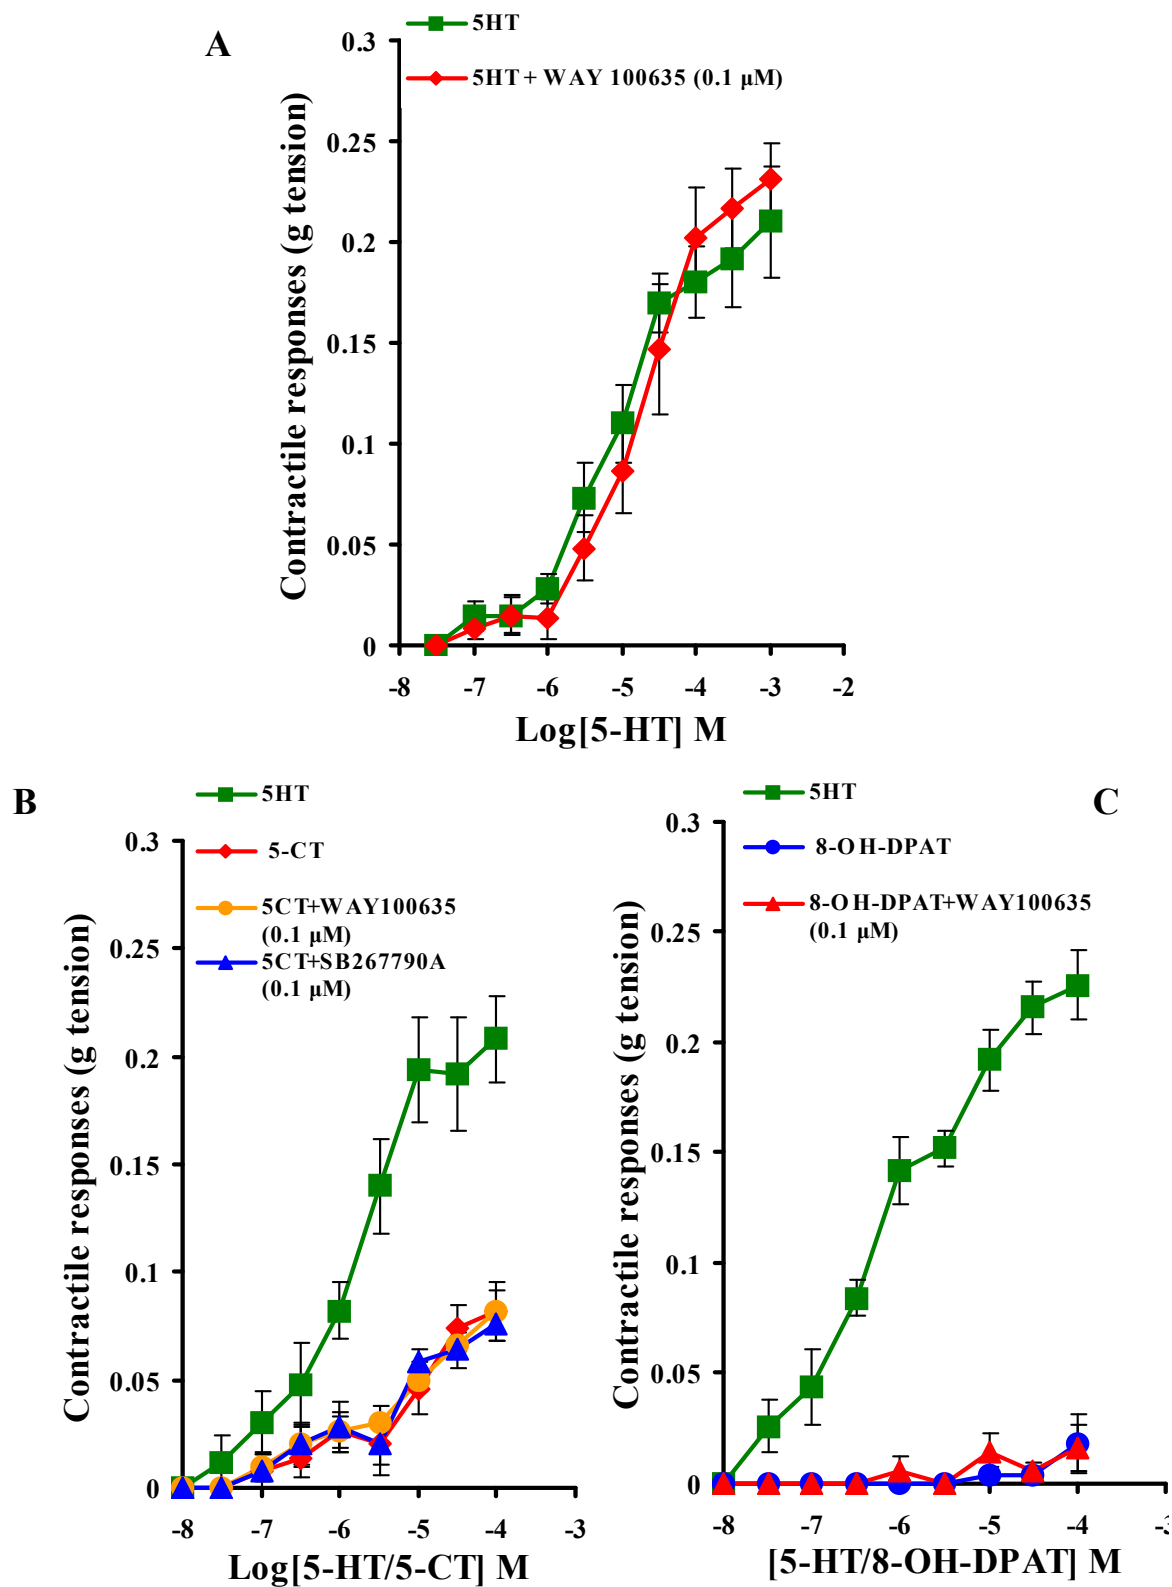 A
5HT
5HT + WAY 100635 (0.1 µM)
Contractile responses (g tension)
0.3
0.25
0.2
0.15
0.1
0.05
0
-8 -7 -6 -5 -4 -3 -2
Log[5-HT] M
B
5HT
5-CT
5CT+WAY100635
(0.1 µM)
5CT+SB267790A
(0.1 µM)
Contractile responses (g tension)
0.3
0.25
0.2
0.15
0.1
0.05
0
-8 -7 -6 -5 -4 -3
Log[5-HT/5-CT] M
C
5HT
8-OH-DPAT
8-OH-DPAT+WAY100635
(0.1 µM)
Contractile responses (g tension)
0.3
0.25
0.2
0.15
0.1
0.05
0
-8 -7 -6 -5 -4 -3
[5-HT/8-OH-DPAT] M